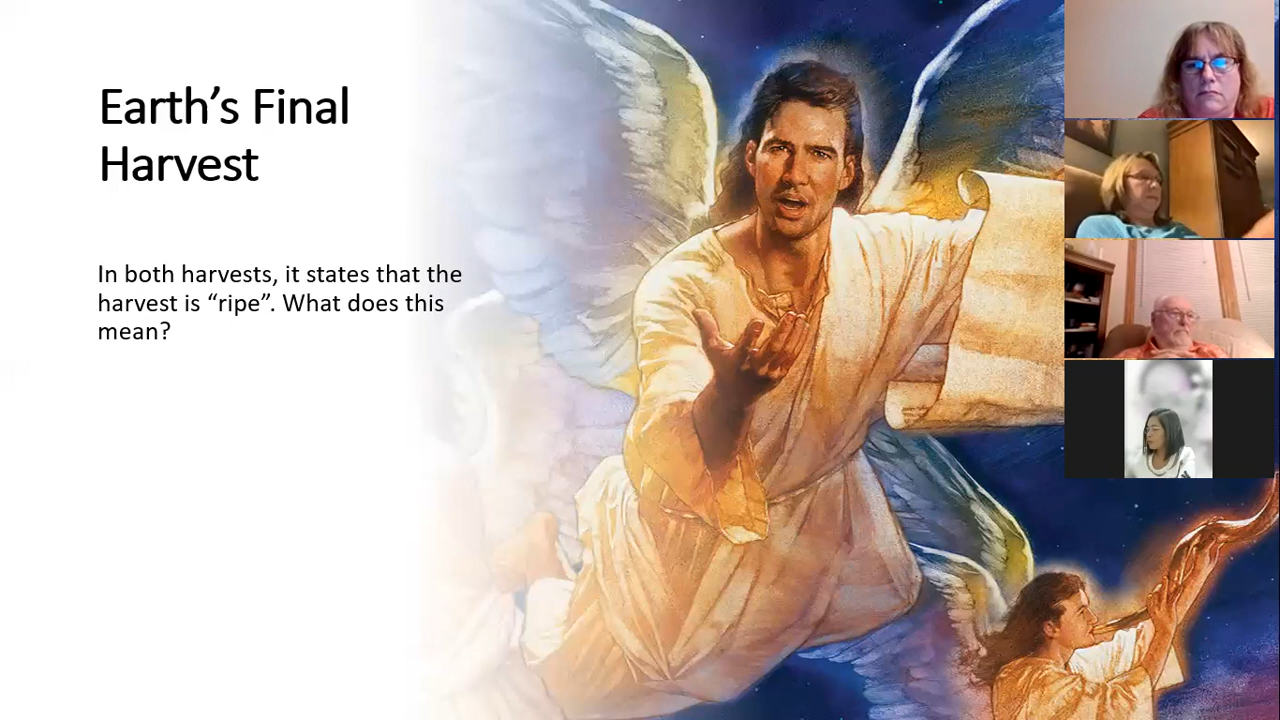 Earth’s Final
Harvest
In both harvests, it states that the
harvest is “ripe”. What does this
mean?